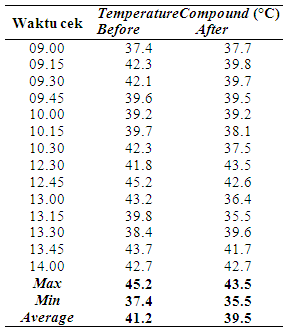 Waktu cek TemperatureCompound (°C)
Before After
09.00 37.4 37.7
09.15 42.3 39.8
09.30 42.1 39.7
09.45 39.6 39.5
10.00 39.2 39.2
10.15 39.7 38.1
10.30 42.3 37.5
12.30 41.8 43.5
12.45 45.2 42.6
13.00 43.2 36.4
13.15 39.8 35.5
13.30 38.4 39.6
13.45 43.7 41.7
14.00 42.7 42.7
Max 45.2 43.5
Min 37.4 35.5
Average 41.2 39.5